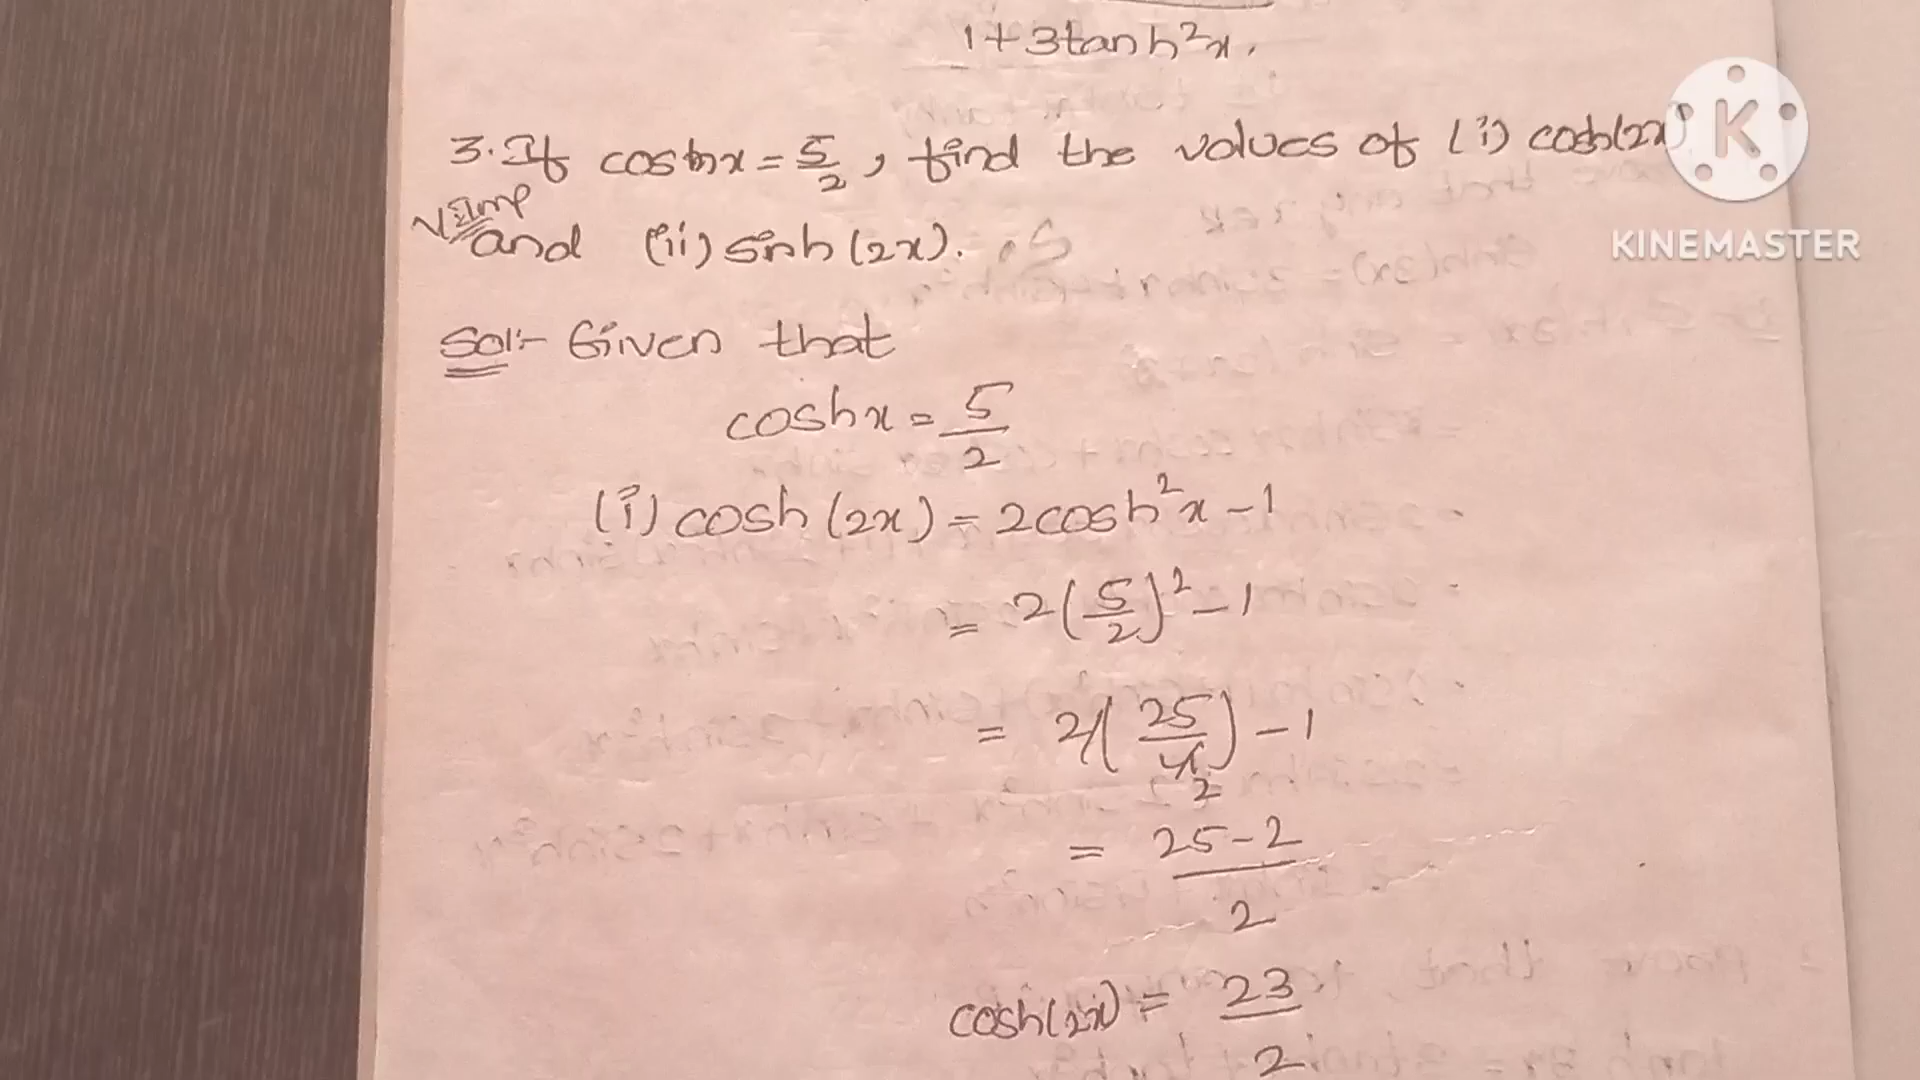 1+3tanh²x.
3. If coshx = 5/2, find the values of (i) cosh(2x)
V.Imp
and (ii) sinh(2x).
Sol:- Given that
coshx = 5/2
(i) cosh(2x) = 2cosh²x - 1
= 2(5/2)² - 1
= 2(25/4) - 1
2
= 25-2/2
cosh(2x) = 23/2
K
KINEMASTER